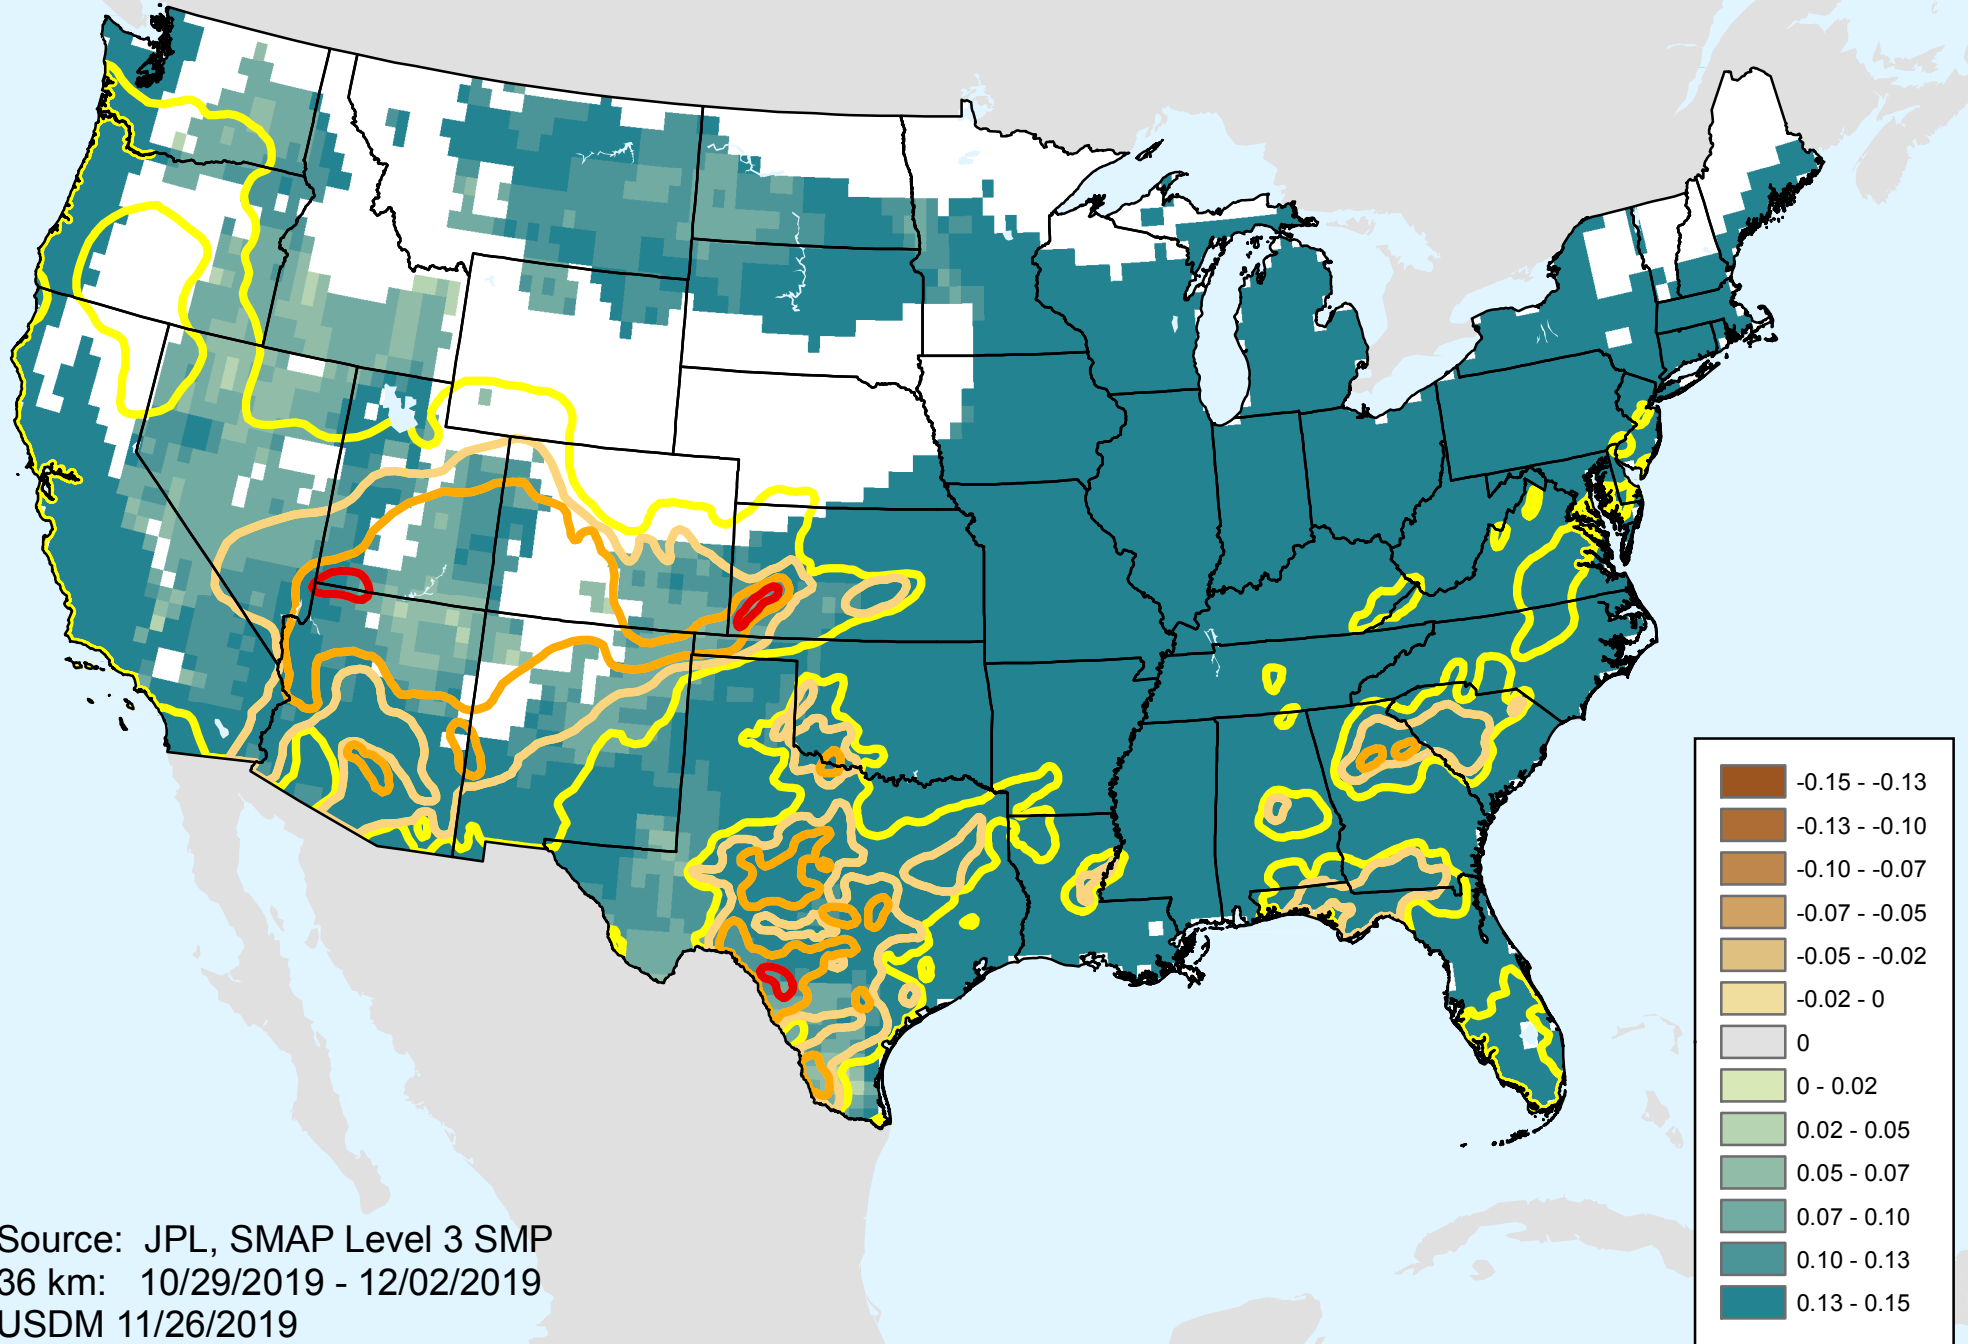 -0.15 - -0.13
-0.13 - -0.10
-0.10 - -0.07
-0.07 - -0.05
-0.05 - -0.02
-0.02 - 0
0
0 - 0.02
0.02 - 0.05
0.05 - 0.07
0.07 - 0.10
0.10 - 0.13
0.13 - 0.15
Source: JPL, SMAP Level 3 SMP
36 km: 10/29/2019 - 12/02/2019
USDM 11/26/2019